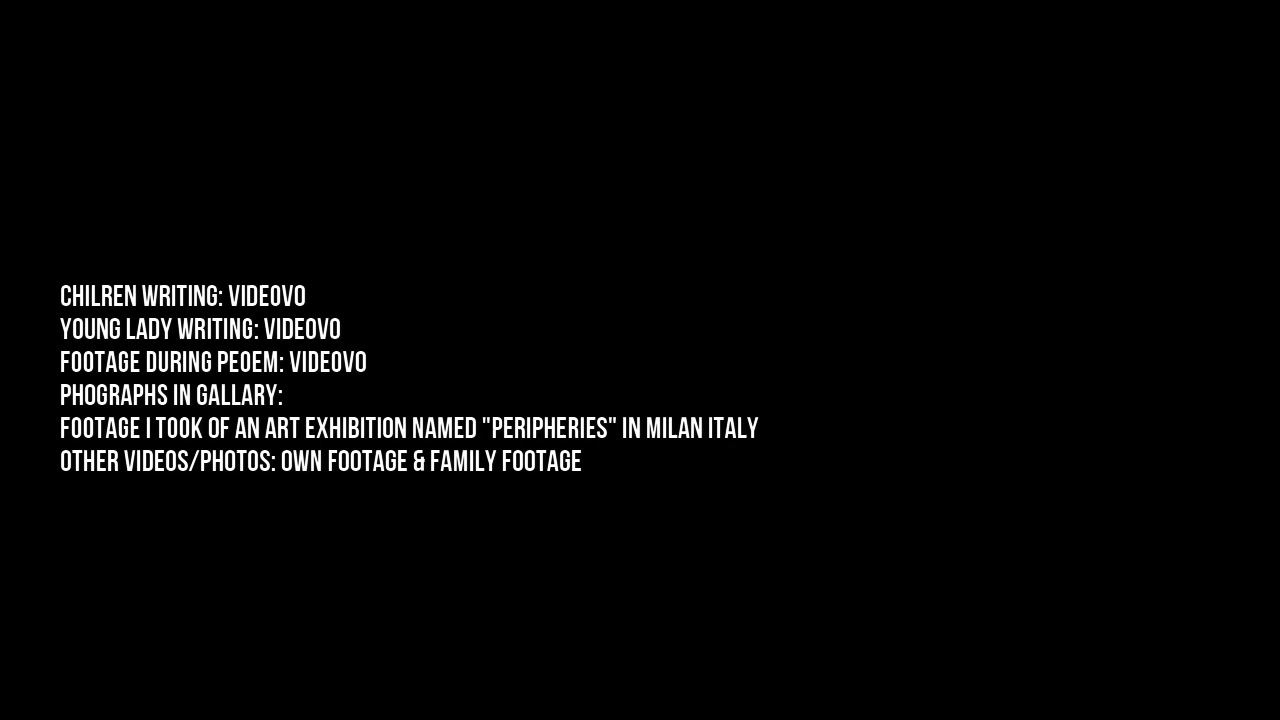 CHILREN WRITING: VIDEOVO
YOUNG LADY WRITING: VIDEOVO
FOOTAGE DURING PEOEM: VIDEOVO
PHOGRAPHS IN GALLARY:
FOOTAGE I TOOK OF AN ART EXHIBITION NAMED "PERIPHERIES" IN MILAN ITALY
OTHER VIDEOS/PHOTOS: OWN FOOTAGE & FAMILY FOOTAGE